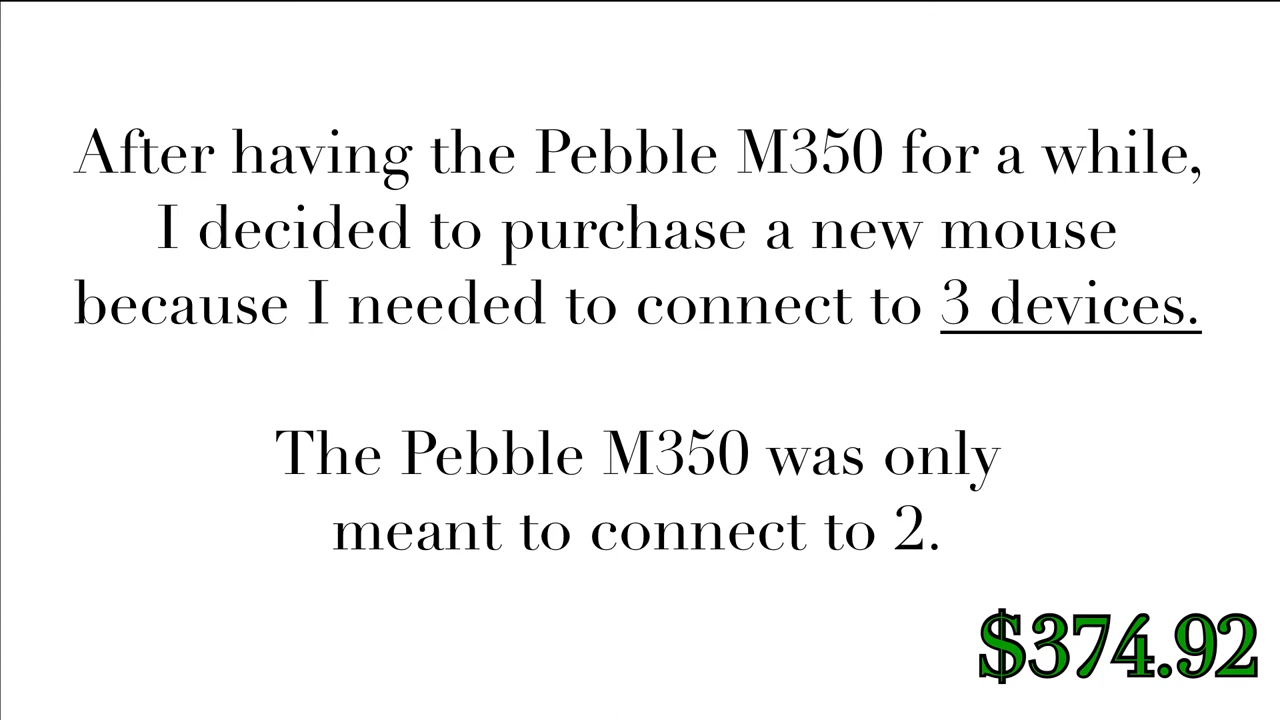 After having the Pebble M350 for a while,
I decided to purchase a new mouse
because I needed to connect to 3 devices.
The Pebble M350 was only
meant to connect to 2.
$374.92